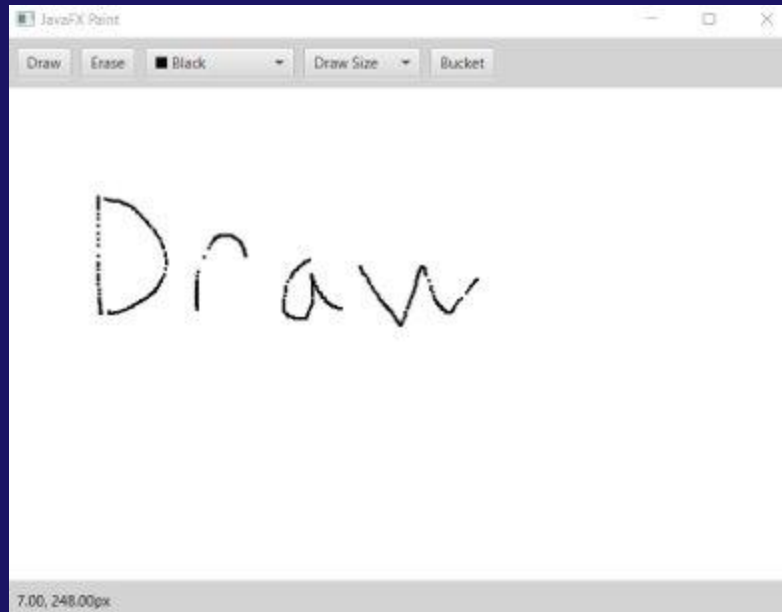 JavaFX Paint
Draw Erase Black Draw Size Bucket
Draw
7.00, 248.00px